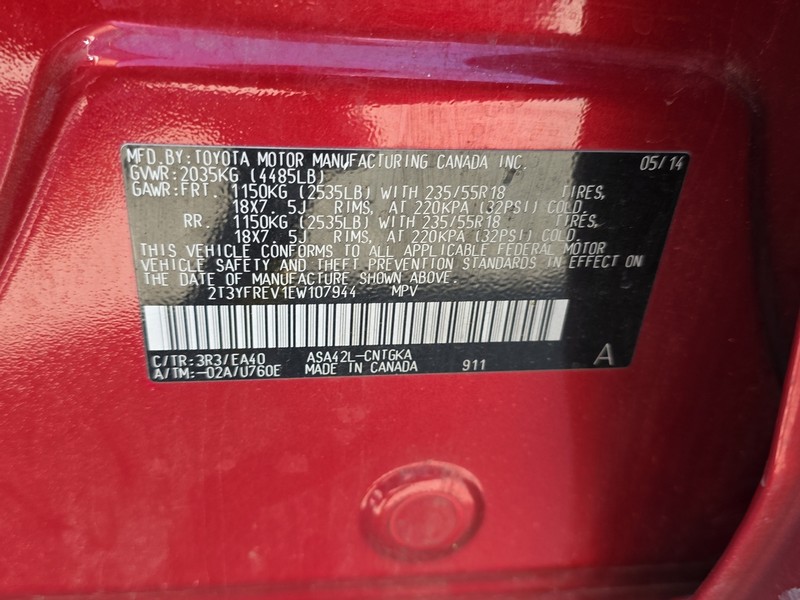 MFD.BY:TOYOTA MOTOR MANUFACTURING CANADA INC. 05/14
GVWR:2035KG (4485LB)
GAWR:FRT. 1150KG (2535LB) WITH 235/55R18 TIRES,
18X7. 5J RIMS, AT 220KPA (32PSI) COLD
RR. 1150KG (2535LB) WITH 235/55R18 TIRES,
18X7. 5J RIMS, AT 220KPA (32PSI) COLD
THIS VEHICLE CONFORMS TO ALL APPLICABLE FEDERAL MOTOR
VEHICLE SAFETY AND THEFT PREVENTION STANDARDS IN EFFECT ON
THE DATE OF MANUFACTURE SHOWN ABOVE.
2T3YFREV1EW107944 MPV
C/TR:3R3/EA40 ASA42L-CNTGKA
A/TM:-02A/U760E MADE IN CANADA 911 A